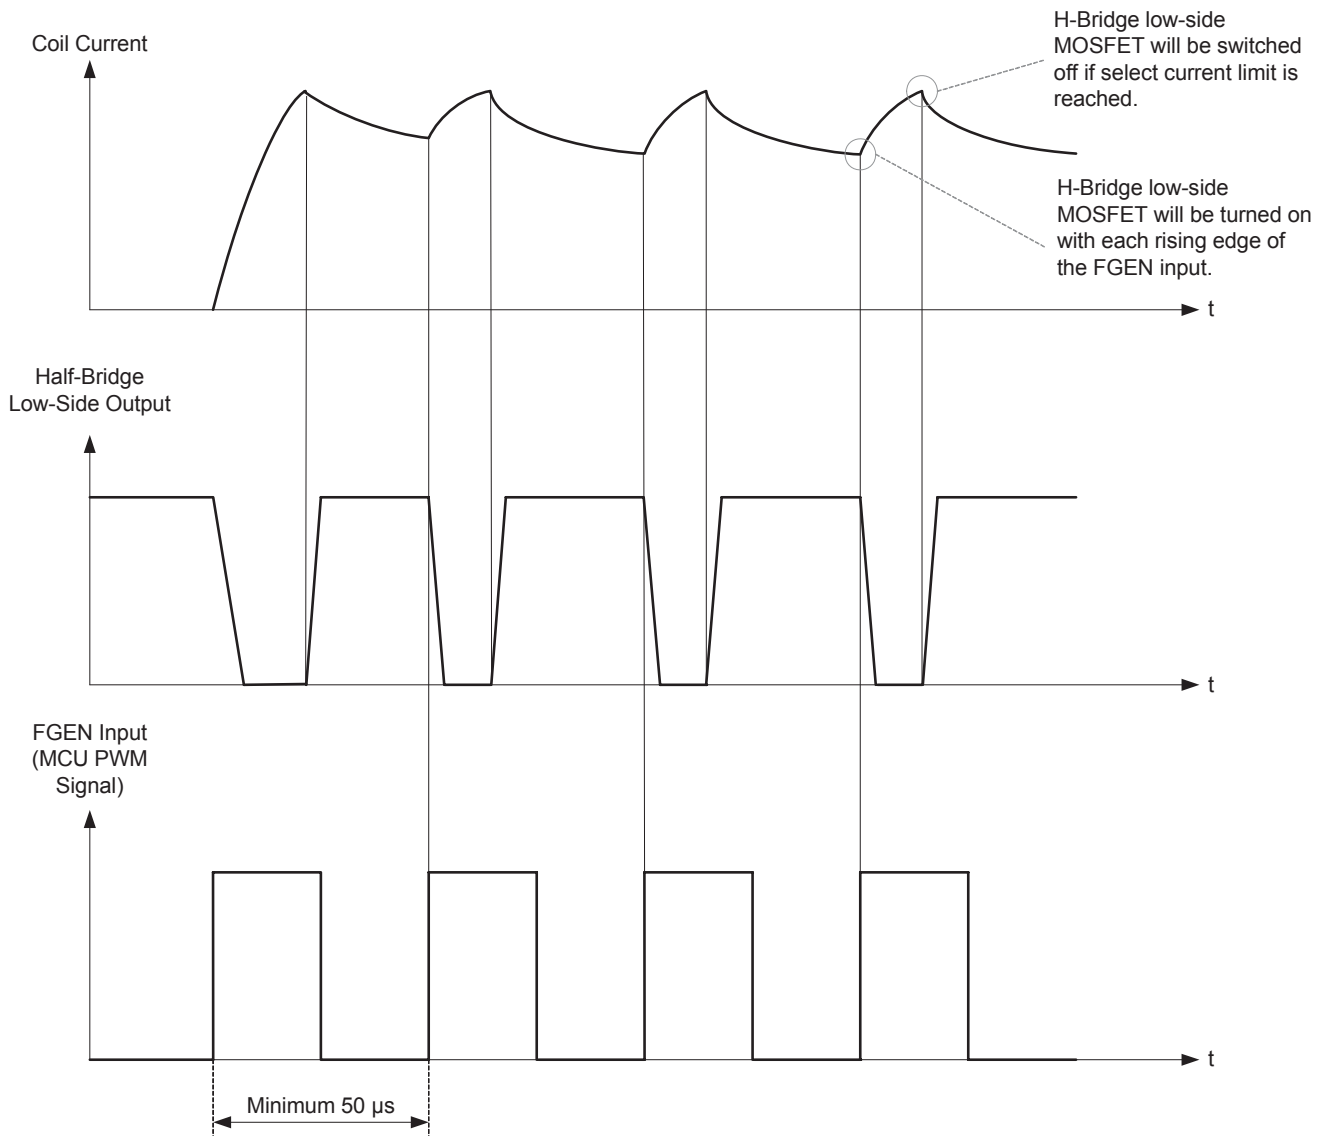 Coil Current
H-Bridge low-side
MOSFET will be switched
off if select current limit is
reached.
H-Bridge low-side
MOSFET will be turned on
with each rising edge of
the FGEN input.
t
Half-Bridge
Low-Side Output
t
FGEN Input
(MCU PWM
Signal)
t
Minimum 50 µs